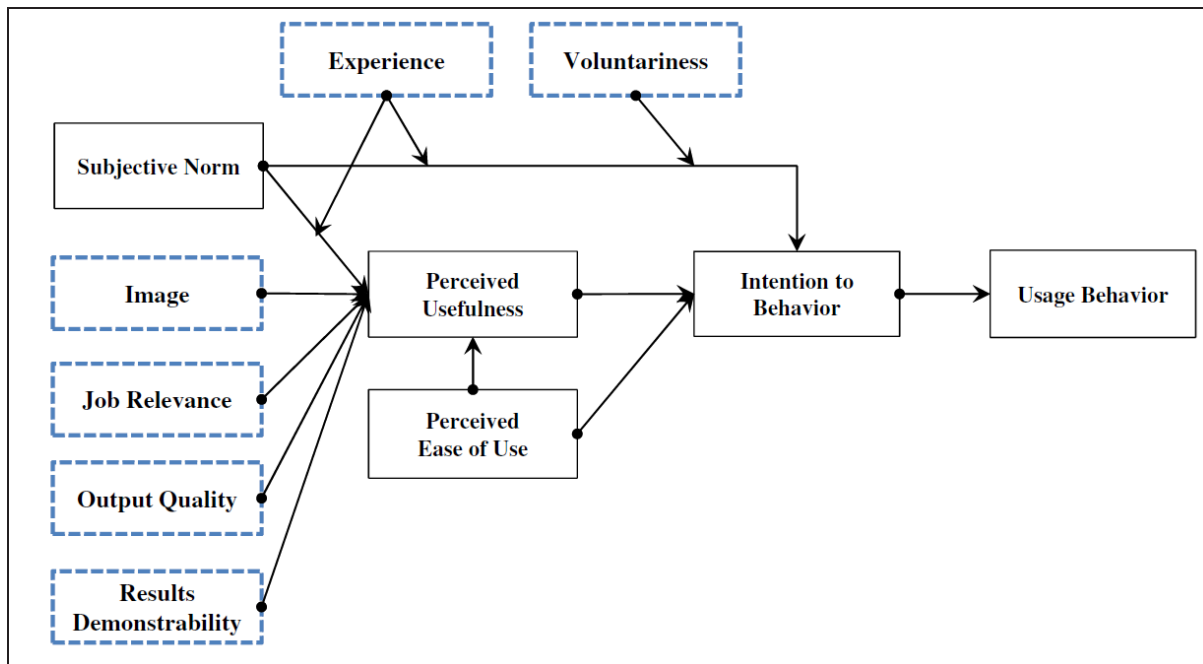 Experience
Voluntariness
Subjective Norm
Image
Perceived
Usefulness
Intention to
Behavior
Usage Behavior
Job Relevance
Perceived
Ease of Use
Output Quality
Results
Demonstrability